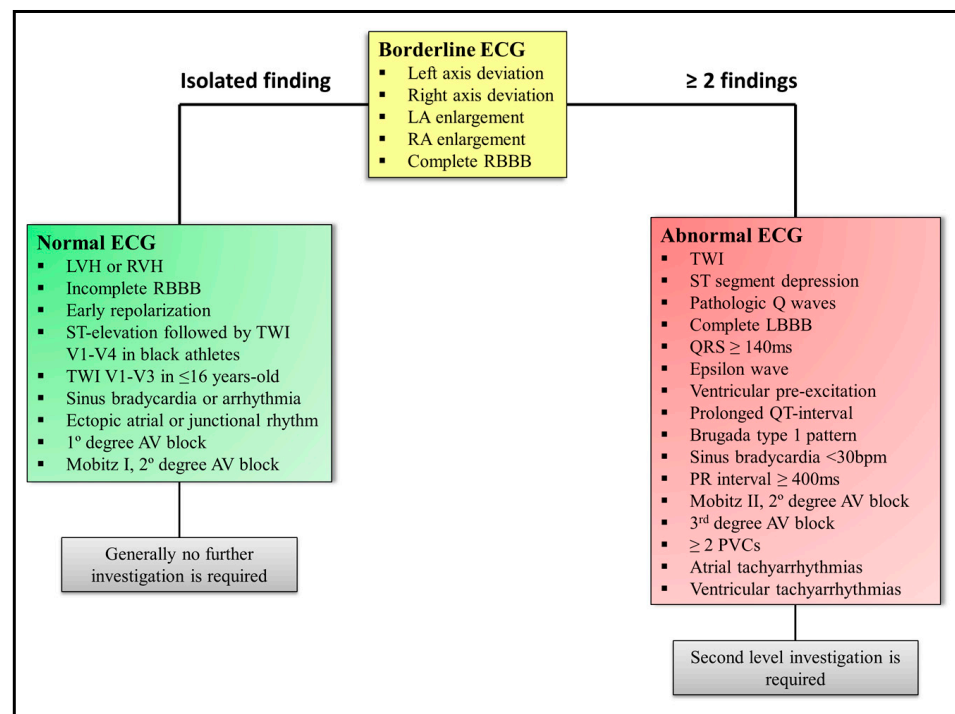 Borderline ECG
▪ Left axis deviation
▪ Right axis deviation
▪ LA enlargement
▪ RA enlargement
▪ Complete RBBB
Isolated finding
≥ 2 findings
Normal ECG
▪ LVH or RVH
▪ Incomplete RBBB
▪ Early repolarization
▪ ST-elevation followed by TWI
V1-V4 in black athletes
▪ TWI V1-V3 in ≤16 years-old
▪ Sinus bradycardia or arrhythmia
▪ Ectopic atrial or junctional rhythm
▪ 1º degree AV block
▪ Mobitz I, 2º degree AV block
Generally no further
investigation is required
Abnormal ECG
▪ TWI
▪ ST segment depression
▪ Pathologic Q waves
▪ Complete LBBB
▪ QRS ≥ 140ms
▪ Epsilon wave
▪ Ventricular pre-excitation
▪ Prolonged QT-interval
▪ Brugada type 1 pattern
▪ Sinus bradycardia <30bpm
▪ PR interval ≥ 400ms
▪ Mobitz II, 2º degree AV block
▪ 3rd degree AV block
▪ ≥ 2 PVCs
▪ Atrial tachyarrhythmias
▪ Ventricular tachyarrhythmias
Second level investigation is
required